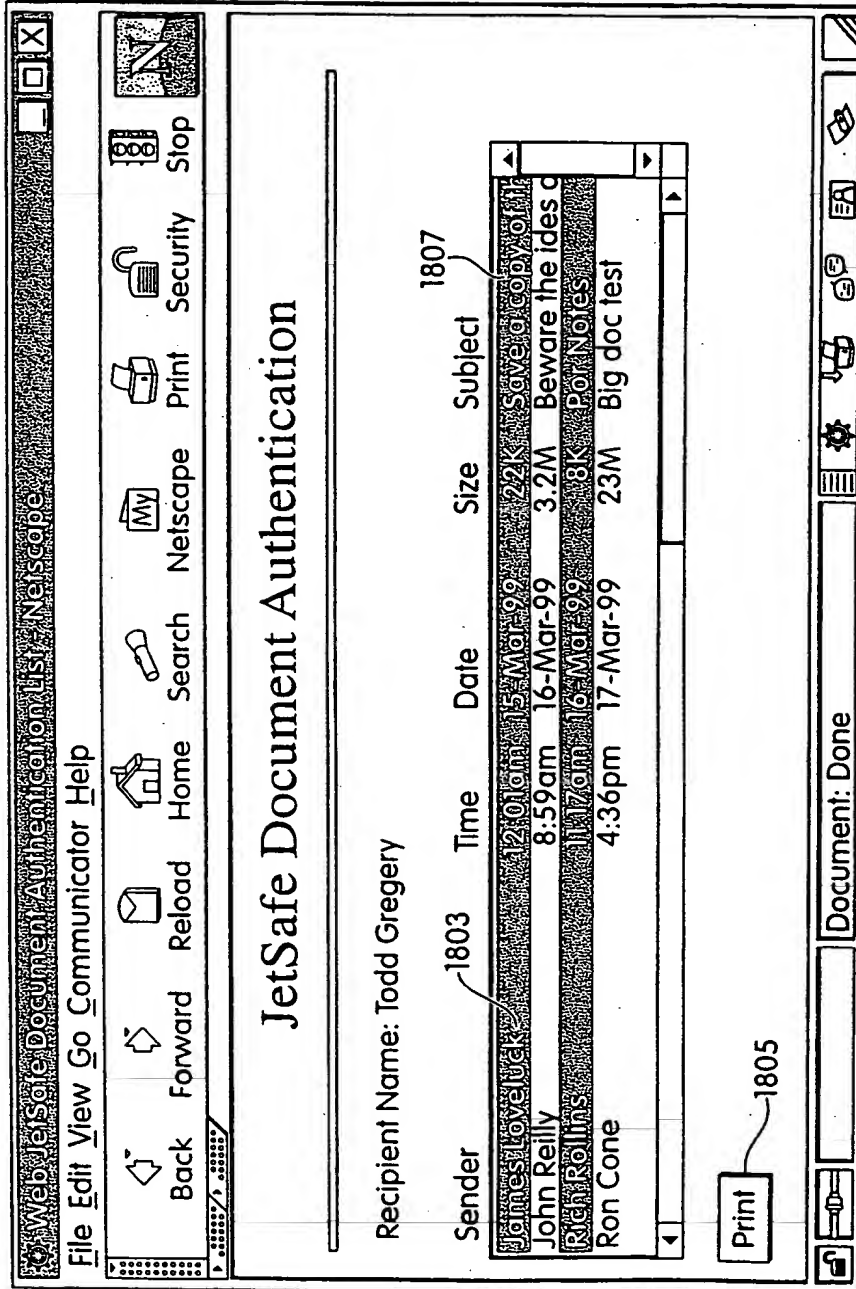 Web JetSafe Document Authentication List - Netscape
File Edit View Go Communicator Help
Back Forward Reload Home Search Netscape Print Security Stop
My
N
JetSafe Document Authentication
Recipient Name: Todd Gregery
Sender Time Date Size Subject
1803
1807
James Loveluck 12:01am 15-Mar-99 22K Save a copy of th
John Reilly 8:59am 16-Mar-99 3.2M Beware the ides o
Rich Rollins 11:17am 16-Mar-99 8K Por Notes
Ron Cone 4:36pm 17-Mar-99 23M Big doc test
Print
1805
Document: Done